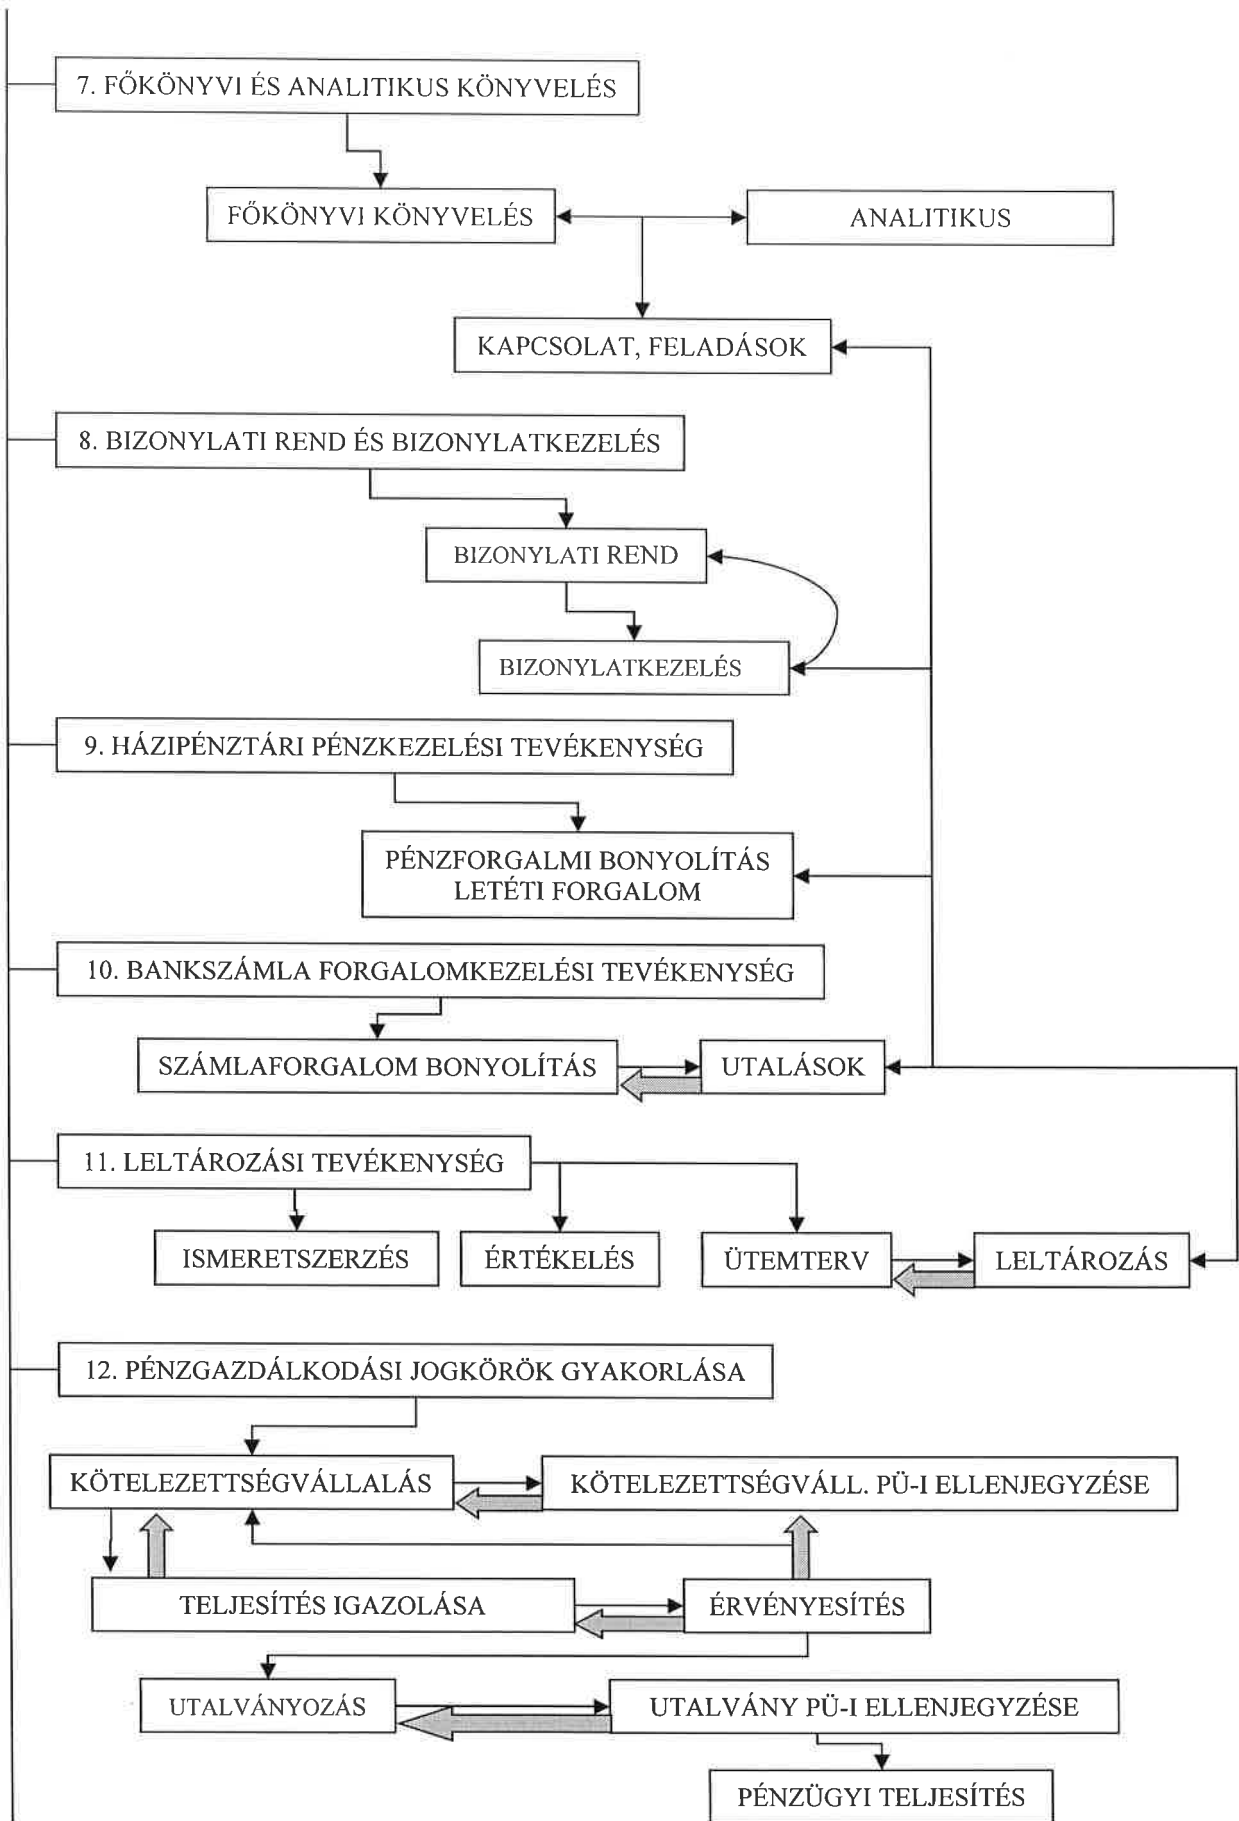 7. FŐKÖNYVI ÉS ANALITIKUS KÖNYVELÉS
FŐKÖNYVI KÖNYVELÉS
ANALITIKUS
KAPCSOLAT, FELADÁSOK
8. BIZONYLATI REND ÉS BIZONYLATKEZELÉS
BIZONYLATI REND
BIZONYLATKEZELÉS
9. HÁZIPÉNZTÁRI PÉNZKEZELÉSI TEVÉKENYSÉG
PÉNZFORGALMI BONYOLÍTÁS
LETÉTI FORGALOM
10. BANKSZÁMLA FORGALOMKEZELÉSI TEVÉKENYSÉG
SZÁMLAFORGALOM BONYOLÍTÁS
UTALÁSOK
11. LELTÁROZÁSI TEVÉKENYSÉG
ISMERETSZERZÉS
ÉRTÉKELÉS
ÜTEMTERV
LELTÁROZÁS
12. PÉNZGAZDÁLKODÁSI JOGKÖRÖK GYAKORLÁSA
KÖTELEZETTSÉGVÁLLALÁS
KÖTELEZETTSÉGVÁLL. PÜ-I ELLENJEGYZÉSE
TELJESÍTÉS IGAZOLÁSA
ÉRVÉNYESÍTÉS
UTALVÁNYOZÁS
UTALVÁNY PÜ-I ELLENJEGYZÉSE
PÉNZÜGYI TELJESÍTÉS